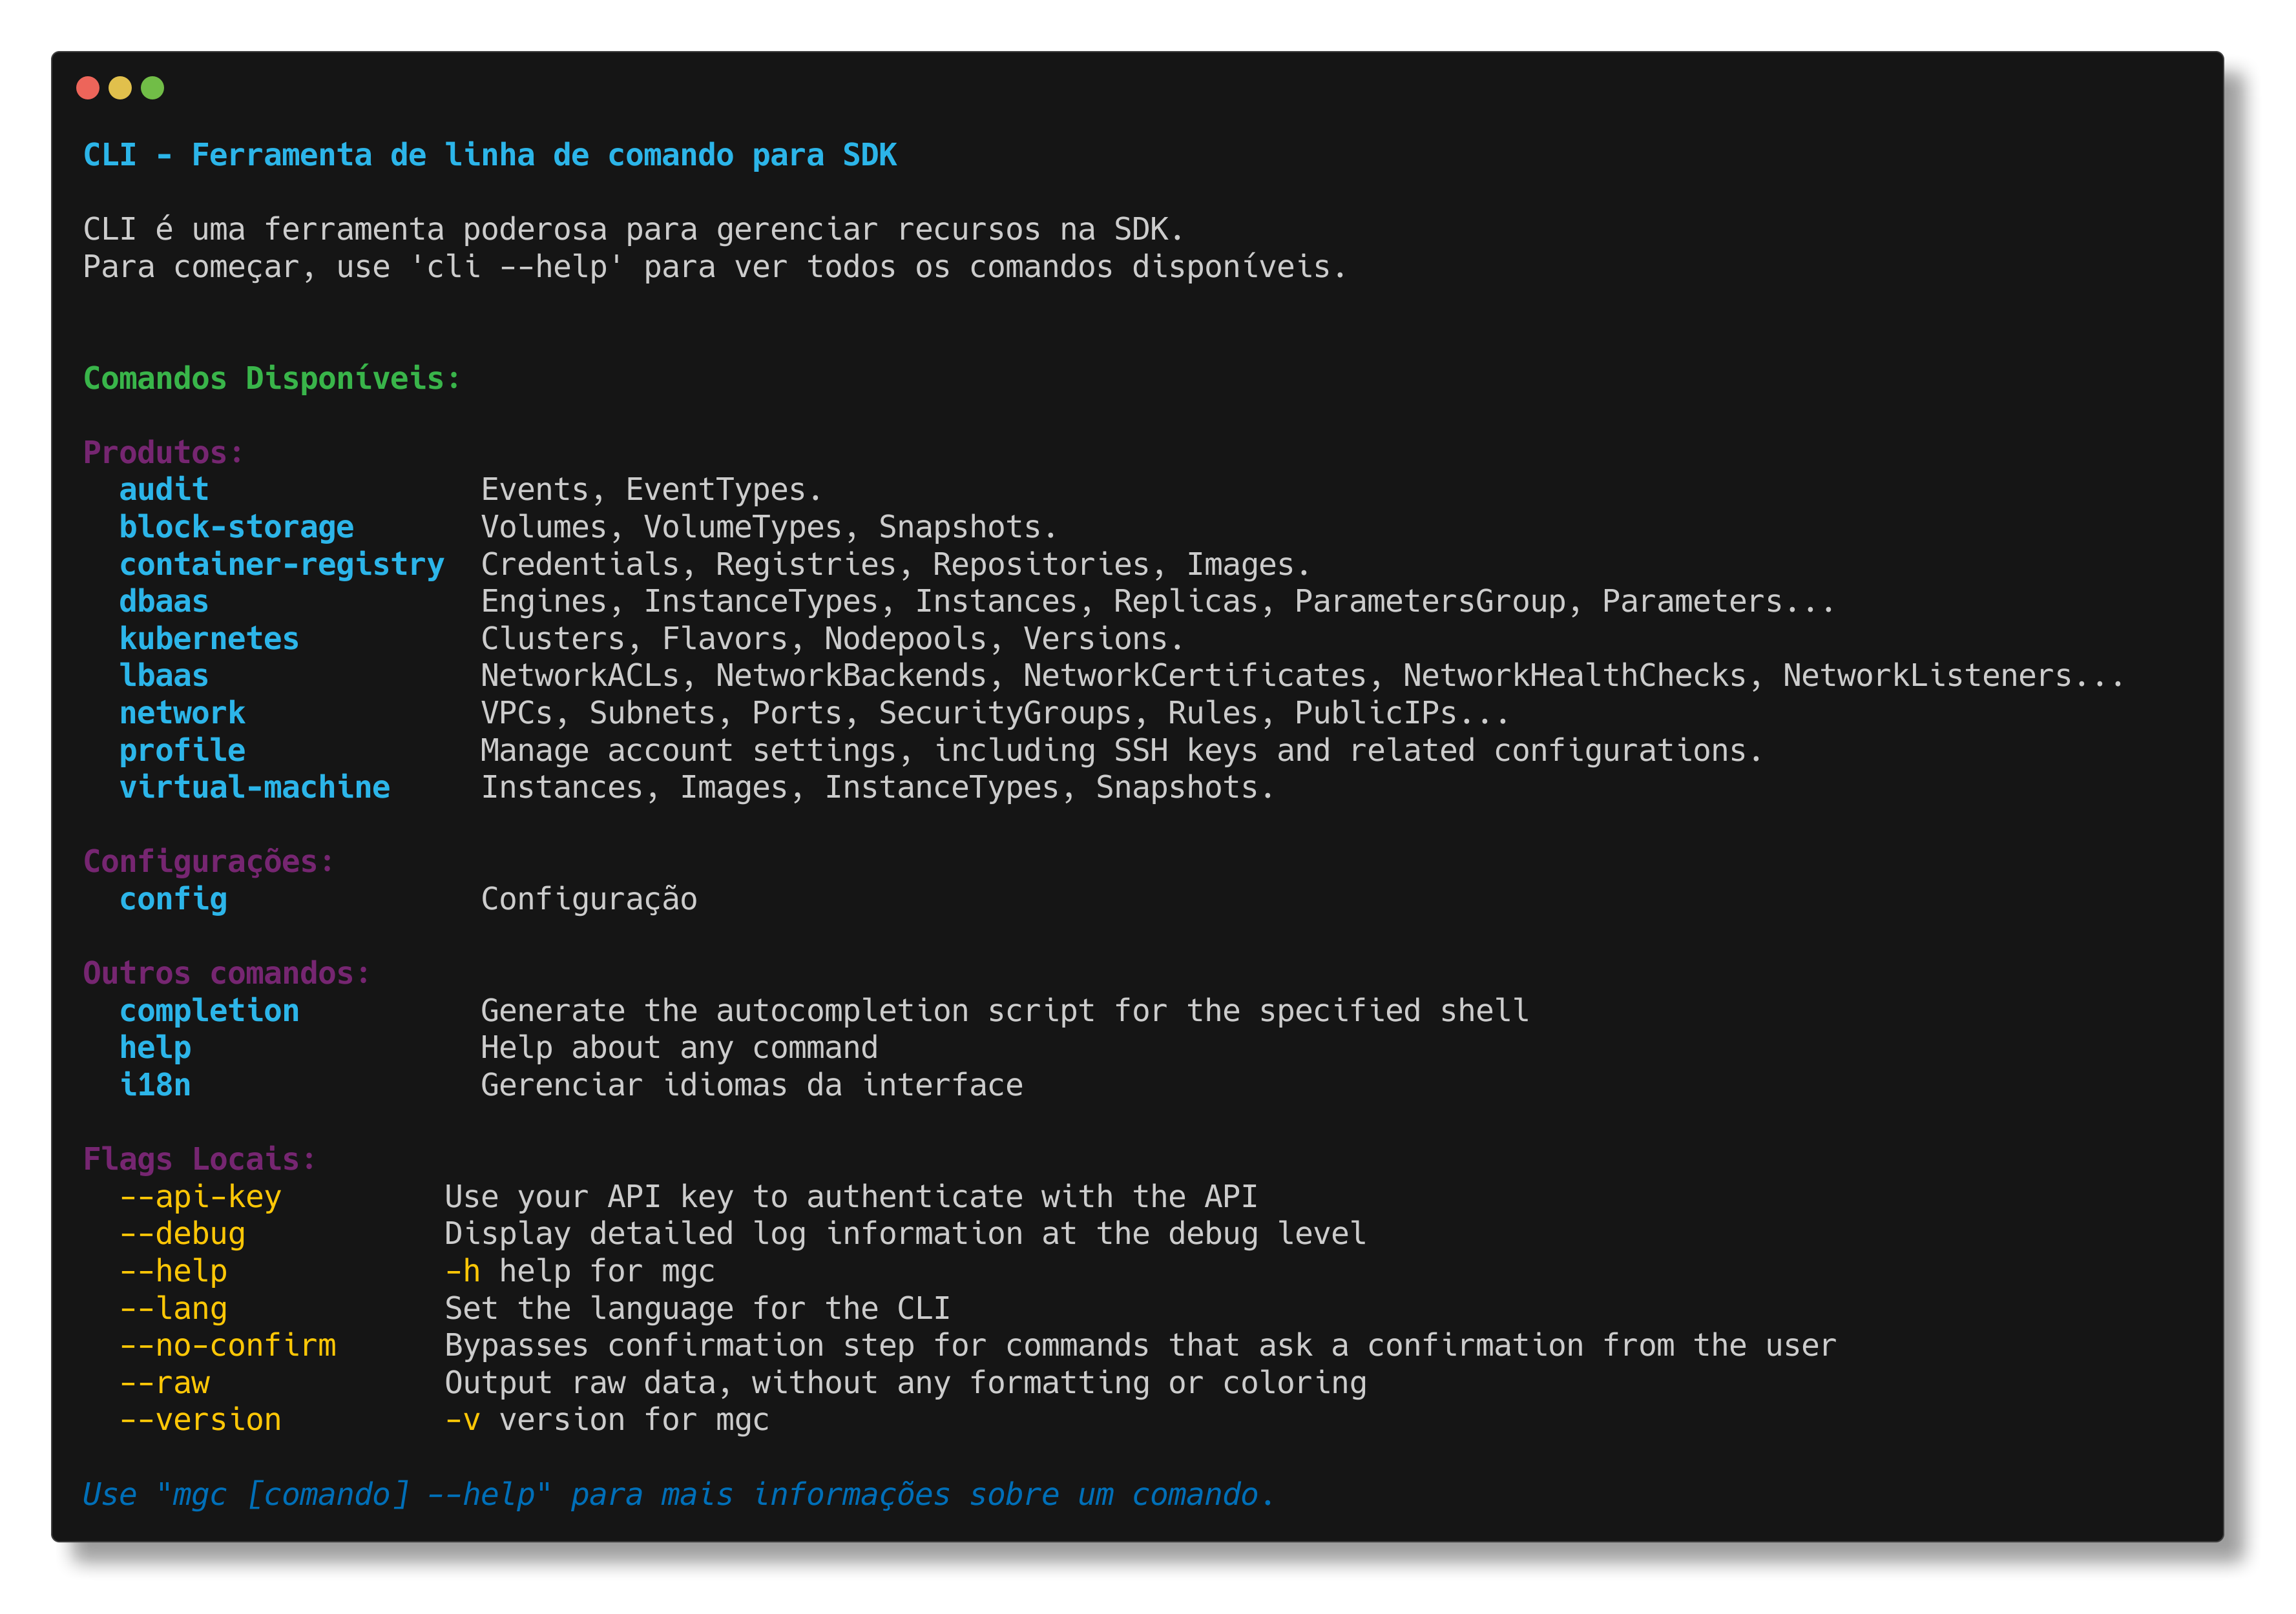 CLI - Ferramenta de linha de comando para SDK
CLI é uma ferramenta poderosa para gerenciar recursos na SDK.
Para começar, use 'cli --help' para ver todos os comandos disponíveis.
Comandos Disponíveis:
Produtos:
audit Events, EventTypes.
block-storage Volumes, VolumeTypes, Snapshots.
container-registry Credentials, Registries, Repositories, Images.
dbaas Engines, InstanceTypes, Instances, Replicas, ParametersGroup, Parameters...
kubernetes Clusters, Flavors, Nodepools, Versions.
lbaas NetworkACLs, NetworkBackends, NetworkCertificates, NetworkHealthChecks, NetworkListeners...
network VPCs, Subnets, Ports, SecurityGroups, Rules, PublicIPs...
profile Manage account settings, including SSH keys and related configurations.
virtual-machine Instances, Images, InstanceTypes, Snapshots.
Configurações:
config Configuração
Outros comandos:
completion Generate the autocompletion script for the specified shell
help Help about any command
i18n Gerenciar idiomas da interface
Flags Locais:
--api-key Use your API key to authenticate with the API
--debug Display detailed log information at the debug level
--help -h help for mgc
--lang Set the language for the CLI
--no-confirm Bypasses confirmation step for commands that ask a confirmation from the user
--raw Output raw data, without any formatting or coloring
--version -v version for mgc
Use "mgc [comando] --help" para mais informações sobre um comando.